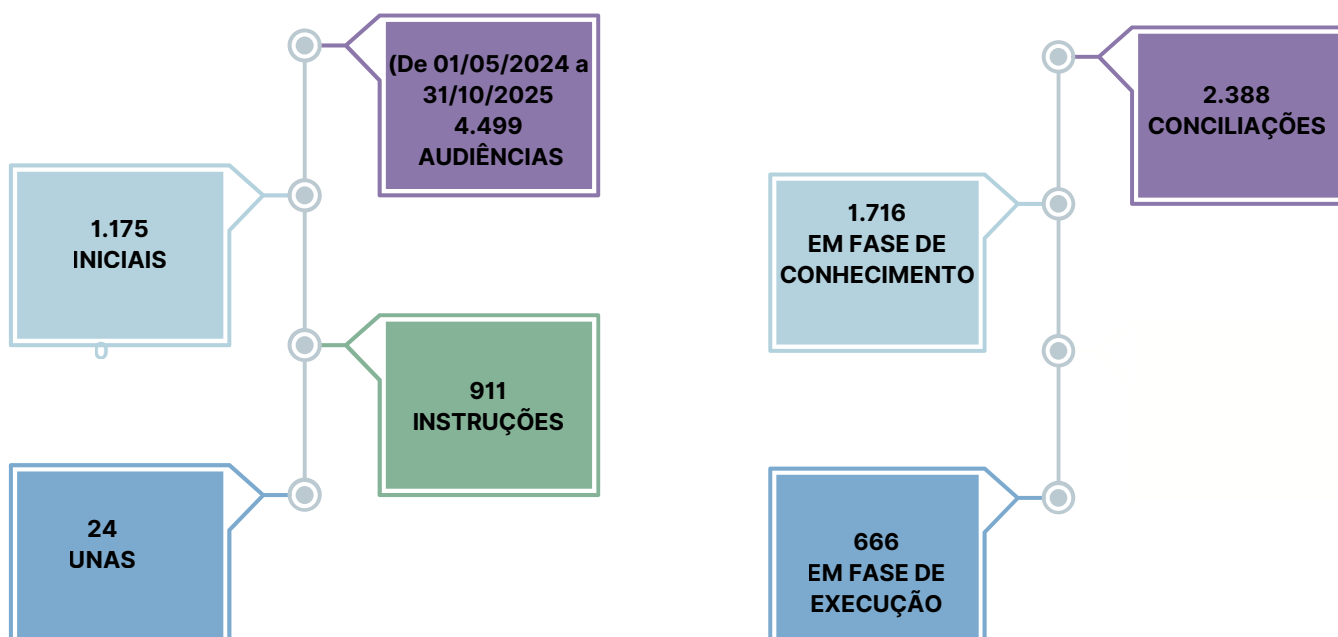 (De 01/05/2024 a
31/10/2025
4.499
AUDIÊNCIAS
1.175
INICIAIS
0
911
INSTRUÇÕES
24
UNAS
2.388
CONCILIAÇÕES
1.716
EM FASE DE
CONHECIMENTO
666
EM FASE DE
EXECUÇÃO